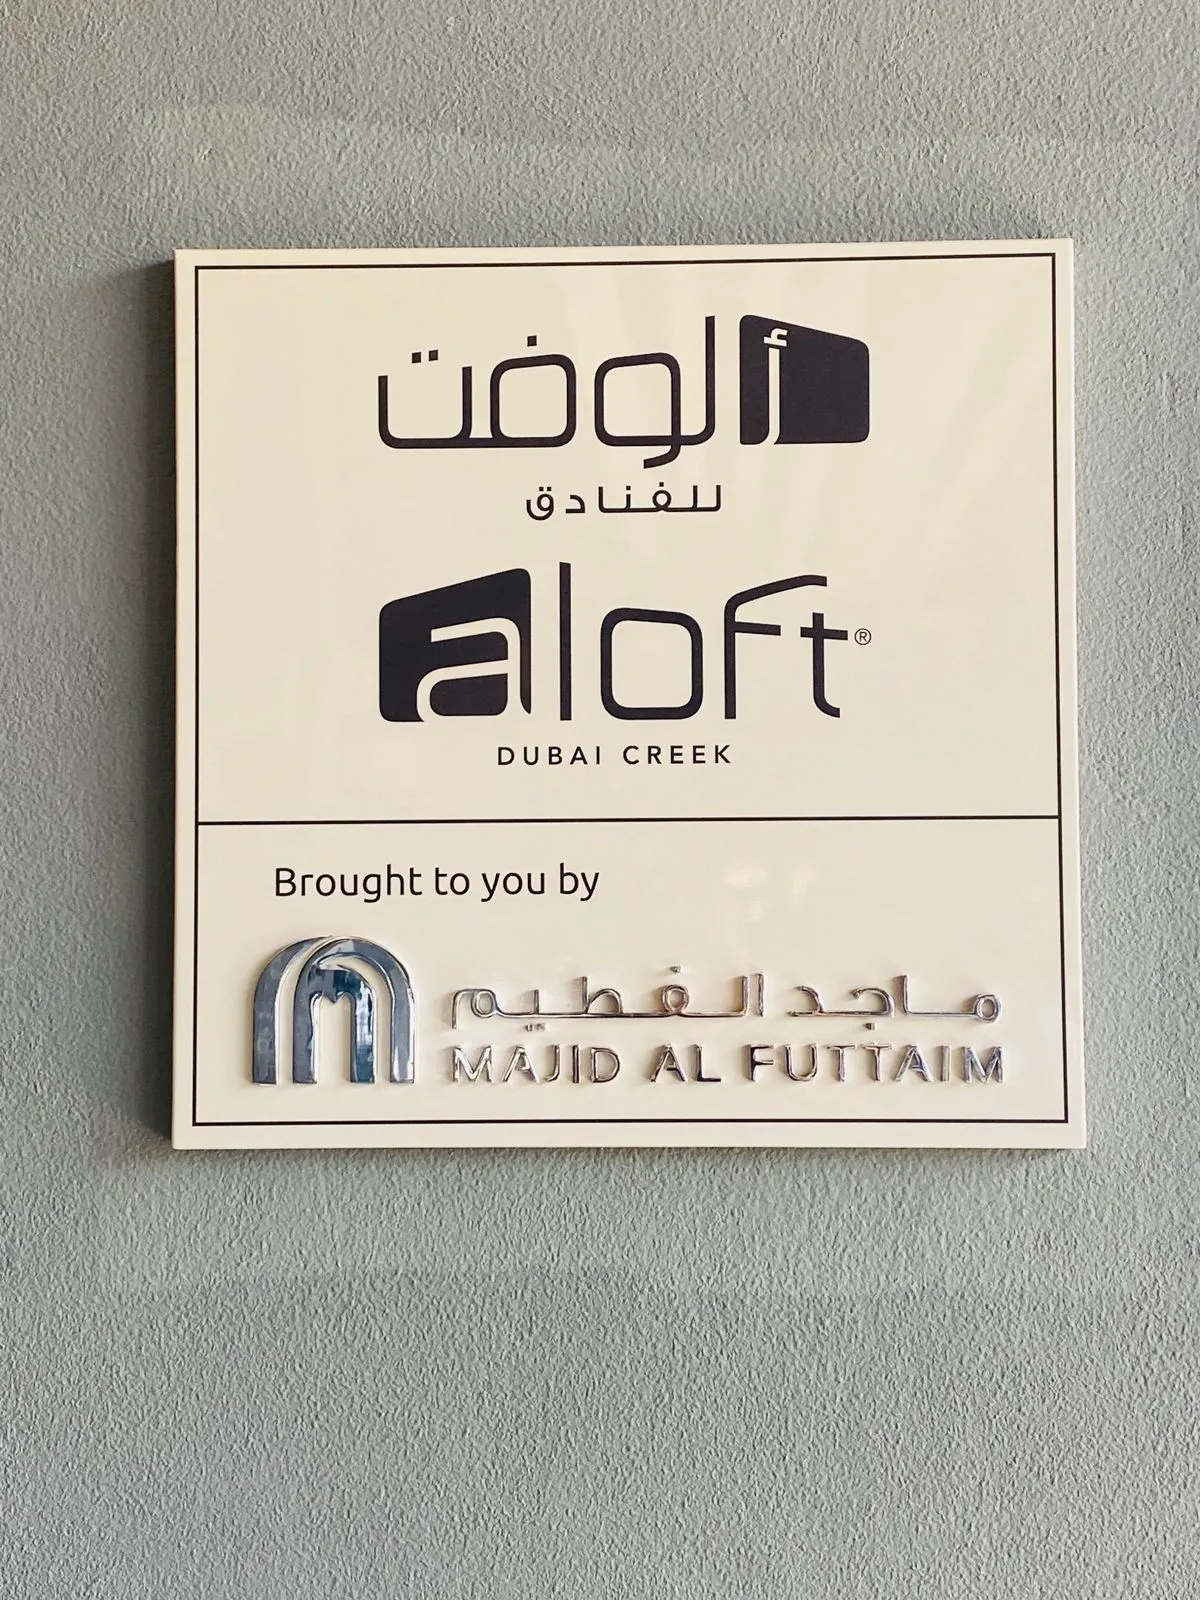 ألوفت
للفنادق
aloft®
DUBAI CREEK
Brought to you by
ماجد الفطيم
MAJID AL FUTTAIM